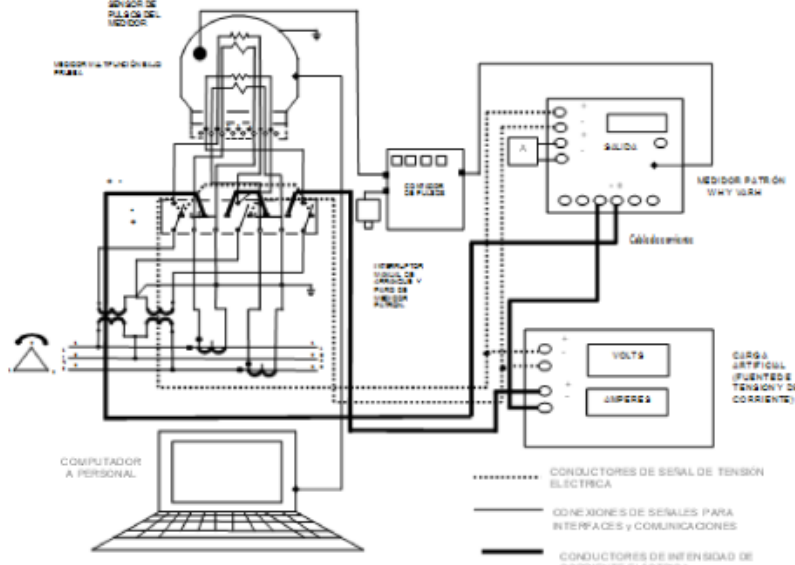 SENSOR DE
PULSOS DEL
MEDIDOR
MEDIDOR MULTIFUNCIÓN BAJO
PRUEBA
CONTADOR
DE PULSOS
A
SALIDA
MEDIDOR PATRÓN
WH Y VARH
Cable de corriente
INTERRUPTOR
MANUAL DE
ARRANQUE Y
PARO DE
MEDIDOR
PATRÓN
VOLTS
AMPERES
CARGA
ARTIFICIAL
(FUENTE DE
TENSION Y DE
CORRIENTE)
COMPUTADOR
A PERSONAL
CONDUCTORES DE SEÑAL DE TENSIÓN
ELÉCTRICA
CONEXIONES DE SEÑALES PARA
INTERFACES y COMUNICACIONES
CONDUCTORES DE INTENSIDAD DE